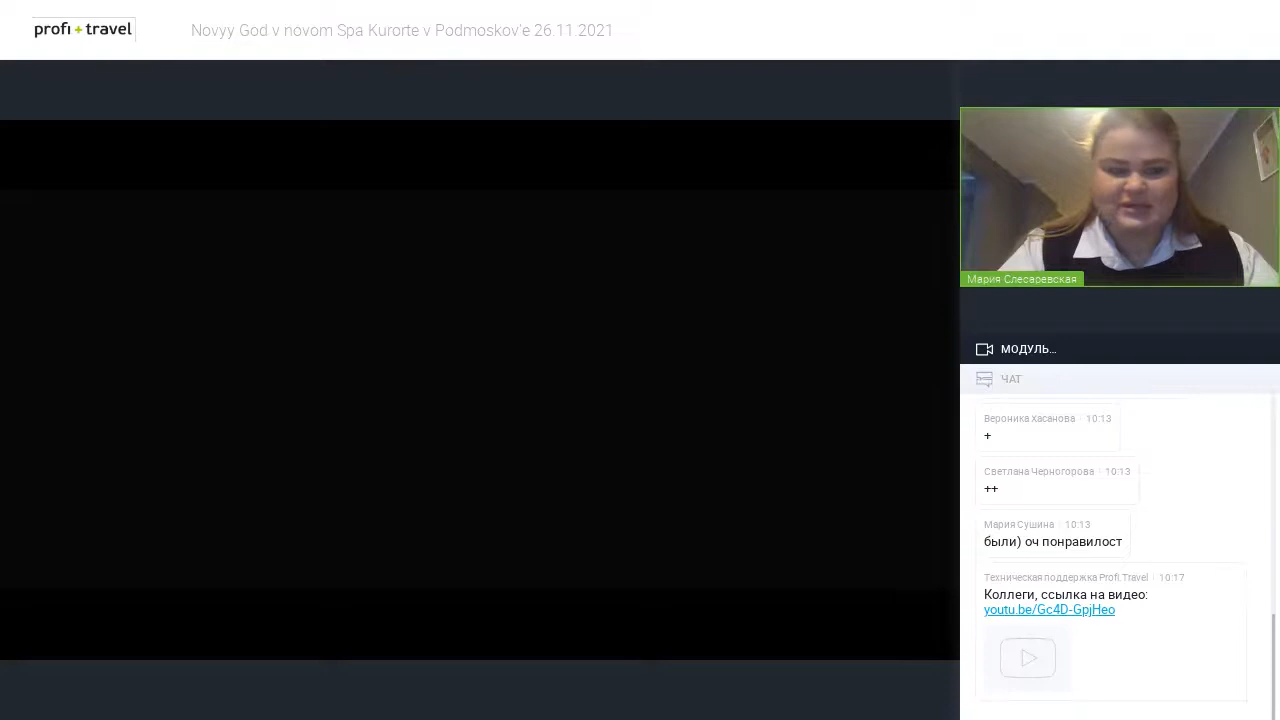 profi + travel
Novyy God v novom Spa Kurorte v Podmoskov'e 26.11.2021
Мария Слесаревская
МОДУЛЬ...
ЧАТ
Вероника Хасанова 10:13
+
Светлана Черногорова 10:13
++
Мария Сушина 10:13
были) оч понравилост
Техническая поддержка Profi.Travel 10:17
Коллеги, ссылка на видео:
youtu.be/Gc4D-GpjHeo